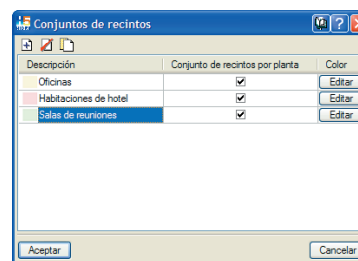 Conjuntos de recintos
Descripción Conjunto de recintos por planta Color
Oficinas Editar
Habitaciones de hotel Editar
Salas de reuniones Editar
Aceptar Cancelar